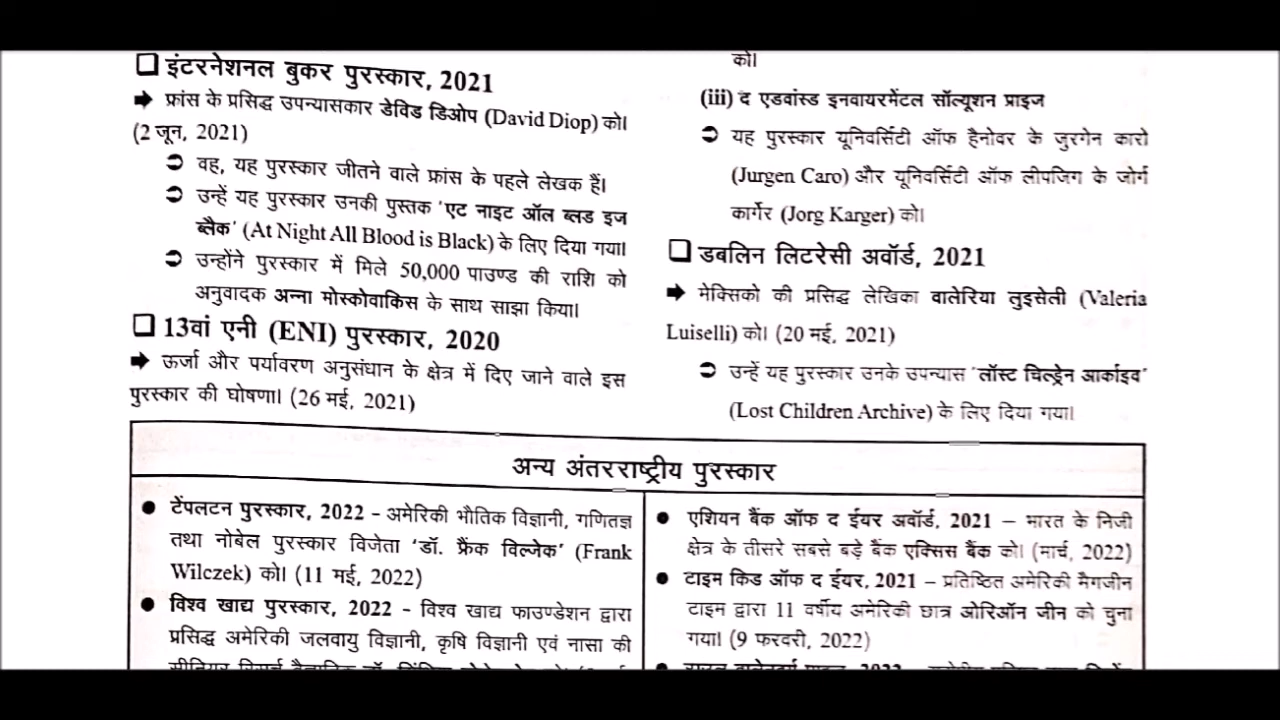 ❑ इंटरनेशनल बुकर पुरस्कार, 2021
➡ फ्रांस के प्रसिद्ध उपन्यासकार डेविड डिओप (David Diop) को।
(2 जून, 2021)
➲ वह, यह पुरस्कार जीतने वाले फ्रांस के पहले लेखक हैं।
➲ उन्हें यह पुरस्कार उनकी पुस्तक ‘एट नाइट ऑल ब्लड इज
ब्लैक’ (At Night All Blood is Black) के लिए दिया गया।
➲ उन्होंने पुरस्कार में मिले 50,000 पाउण्ड की राशि को
अनुवादक अन्ना मोस्कोवाकिस के साथ साझा किया।
❑ 13वां एनी (ENI) पुरस्कार, 2020
➡ ऊर्जा और पर्यावरण अनुसंधान के क्षेत्र में दिए जाने वाले इस
पुरस्कार की घोषणा। (26 मई, 2021)
को।
(iii) द एडवांस्ड इनवायरमेंटल सॉल्यूशन प्राइज
➲ यह पुरस्कार यूनिवर्सिटी ऑफ हैनोवर के जुरगेन कारो
(Jurgen Caro) और यूनिवर्सिटी ऑफ लीपजिग के जोर्ग
कार्गेर (Jorg Karger) को।
❑ डबलिन लिटरेसी अवॉर्ड, 2021
➡ मेक्सिको की प्रसिद्ध लेखिका वालेरिया लुइसेली (Valeria
Luiselli) को। (20 मई, 2021)
➲ उन्हें यह पुरस्कार उनके उपन्यास ‘लॉस्ट चिल्ड्रेन आर्काइव’
(Lost Children Archive) के लिए दिया गया।
अन्य अंतरराष्ट्रीय पुरस्कार
● टेंपलटन पुरस्कार, 2022 - अमेरिकी भौतिक विज्ञानी, गणितज्ञ
तथा नोबेल पुरस्कार विजेता ‘डॉ. फ्रैंक विल्जेक’ (Frank
Wilczek) को। (11 मई, 2022)
● विश्व खाद्य पुरस्कार, 2022 - विश्व खाद्य फाउण्डेशन द्वारा
प्रसिद्ध अमेरिकी जलवायु विज्ञानी, कृषि विज्ञानी एवं नासा की
● एशियन बैंक ऑफ द ईयर अवॉर्ड, 2021 – भारत के निजी
क्षेत्र के तीसरे सबसे बड़े बैंक एक्सिस बैंक को। (मार्च, 2022)
● टाइम किड ऑफ द ईयर, 2021 – प्रतिष्ठित अमेरिकी मैगजीन
टाइम द्वारा 11 वर्षीय अमेरिकी छात्र ओरिऑन जीन को चुना
गया। (9 फरवरी, 2022)